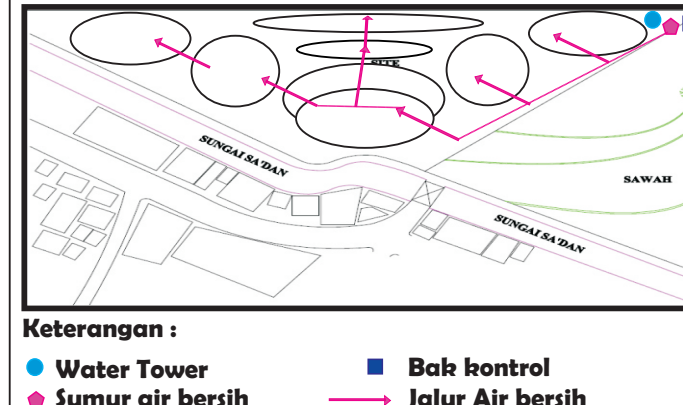 SITE
SUNGAI SA'DAN
SAWAH
SUNGAI SA'DAN
Keterangan :
Water Tower
Bak kontrol
Sumur air bersih
Jalur Air bersih